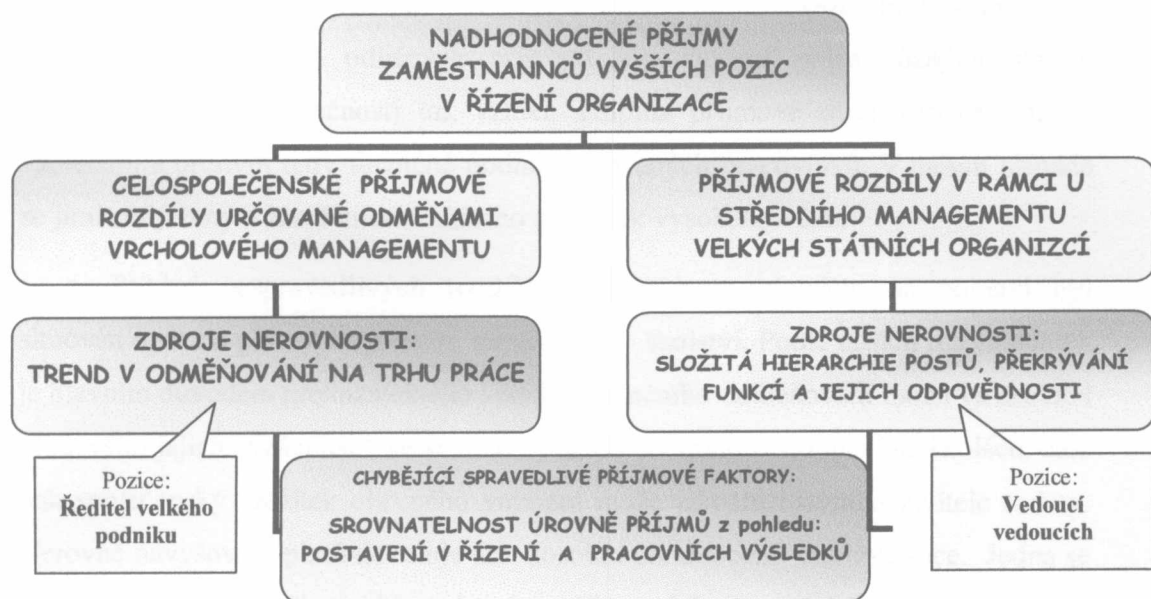 NADHODNOCENÉ PŘÍJMY
ZAMĚSTNANNCŮ VYŠŠÍCH POZIC
V ŘÍZENÍ ORGANIZACE
CELOSPOLEČENSKÉ PŘÍJMOVÉ
ROZDÍLY URČOVANÉ ODMĚŇAMI
VRCHOLOVÉHO MANAGEMENTU
PŘÍJMOVÉ ROZDÍLY V RÁMCI U
STŘEDNÍHO MANAGEMENTU
VELKÝCH STÁTNÍCH ORGANIZCÍ
ZDROJE NEROVNOSTI:
TREND V ODMĚŇOVÁNÍ NA TRHU PRÁCE
ZDROJE NEROVNOSTI:
SLOŽITÁ HIERARCHIE POSTŮ, PŘEKRÝVÁNÍ
FUNKCÍ A JEJICH ODPOVĚDNOSTI
Pozice:
Ředitel velkého
podniku
CHYBĚJÍCÍ SPRAVEDLIVÉ PŘÍJMOVÉ FAKTORY:
SROVNATELNOST ÚROVNĚ PŘÍJMŮ z pohledu:
POSTAVENÍ V ŘÍZENÍ A PRACOVNÍCH VÝSLEDKŮ
Pozice:
Vedoucí
vedoucích